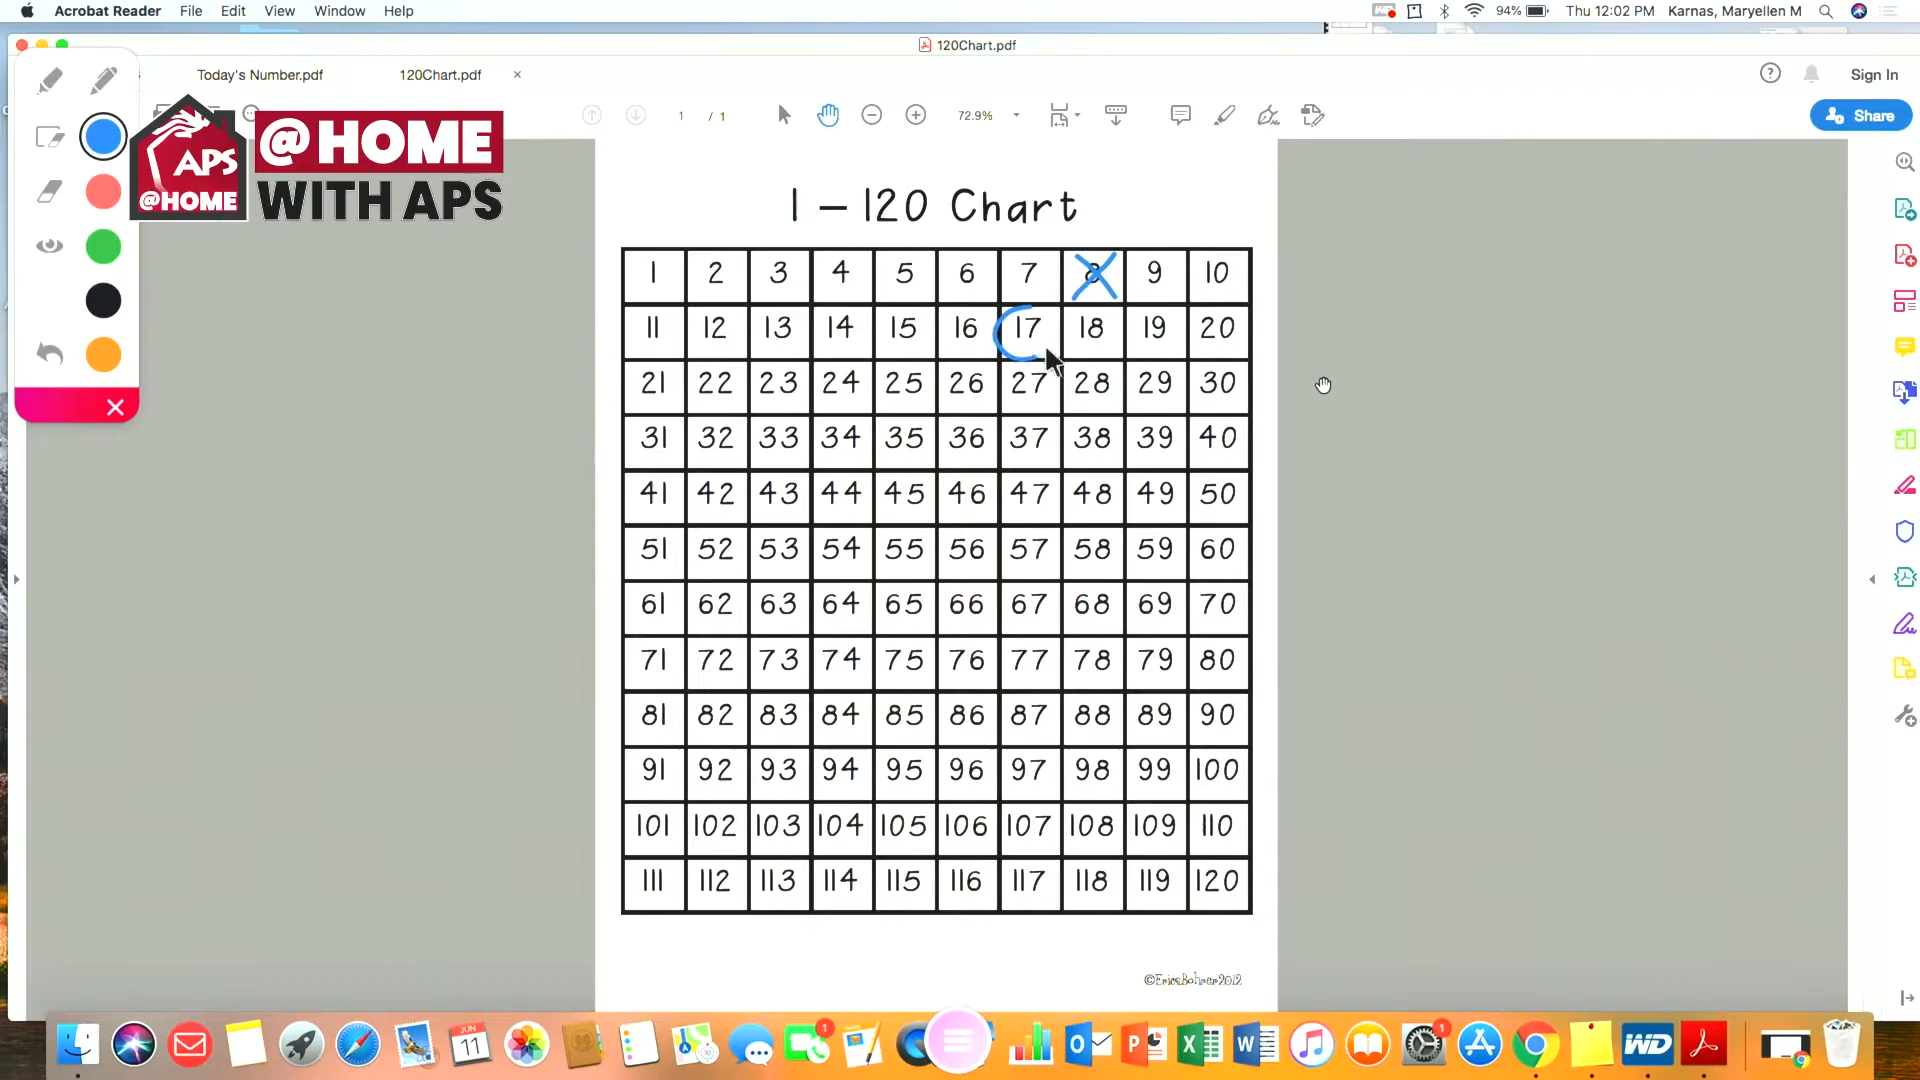 Acrobat Reader File Edit View Window Help 94% Thu 12:02 PM Karnas, Maryellen M
120Chart.pdf
Today's Number.pdf 120Chart.pdf Sign In
1 / 1 72.9% Share
APS @HOME
@HOME WITH APS
1 – 120 Chart
1 2 3 4 5 6 7 8 9 10
11 12 13 14 15 16 17 18 19 20
21 22 23 24 25 26 27 28 29 30
31 32 33 34 35 36 37 38 39 40
41 42 43 44 45 46 47 48 49 50
51 52 53 54 55 56 57 58 59 60
61 62 63 64 65 66 67 68 69 70
71 72 73 74 75 76 77 78 79 80
81 82 83 84 85 86 87 88 89 90
91 92 93 94 95 96 97 98 99 100
101 102 103 104 105 106 107 108 109 110
111 112 113 114 115 116 117 118 119 120
©EricaBohrer2012
JUN 11 1 P X W 1 WD